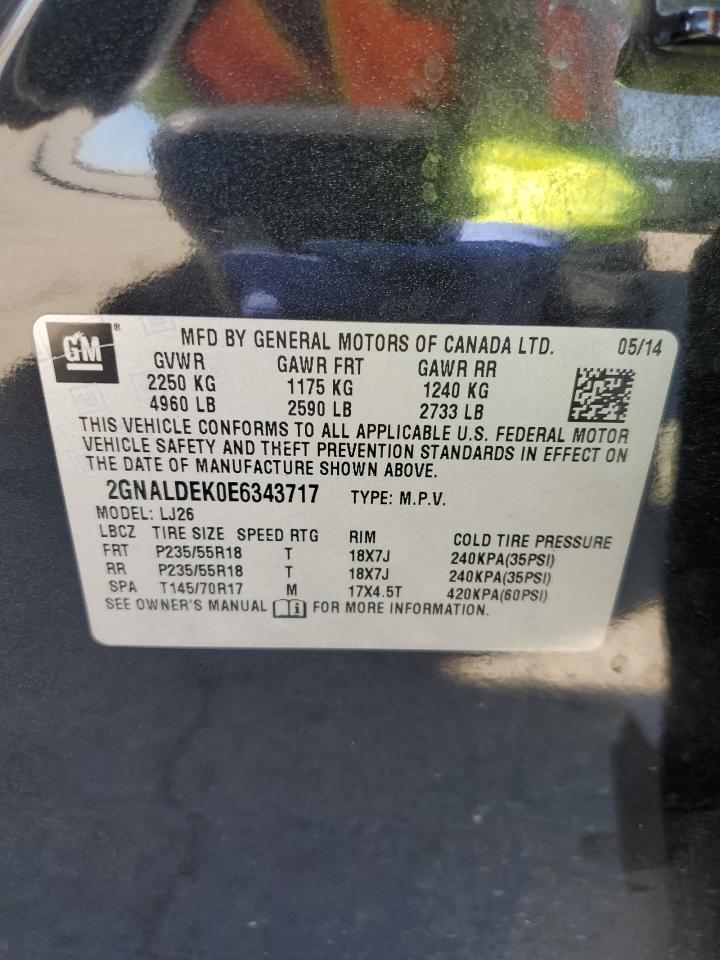 GM ® MFD BY GENERAL MOTORS OF CANADA LTD. 05/14
GVWR GAWR FRT GAWR RR
2250 KG 1175 KG 1240 KG
4960 LB 2590 LB 2733 LB
THIS VEHICLE CONFORMS TO ALL APPLICABLE U.S. FEDERAL MOTOR
VEHICLE SAFETY AND THEFT PREVENTION STANDARDS IN EFFECT ON
THE DATE OF MANUFACTURE SHOWN ABOVE.
2GNALDEK0E6343717 TYPE: M.P.V.
MODEL: LJ26
LBCZ TIRE SIZE SPEED RTG RIM COLD TIRE PRESSURE
FRT P235/55R18 T 18X7J 240KPA(35PSI)
RR P235/55R18 T 18X7J 240KPA(35PSI)
SPA T145/70R17 M 17X4.5T 420KPA(60PSI)
SEE OWNER'S MANUAL i FOR MORE INFORMATION.